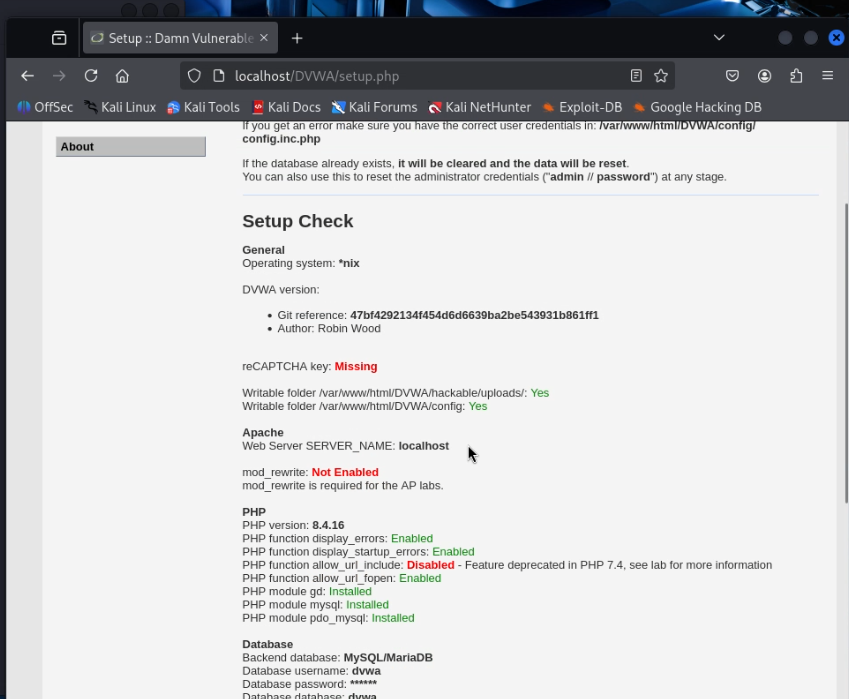 Setup :: Damn Vulnerable
localhost/DVWA/setup.php
OffSec Kali Linux Kali Tools Kali Docs Kali Forums Kali NetHunter Exploit-DB Google Hacking DB
About
If you get an error make sure you have the correct user credentials in: /var/www/html/DVWA/config/
config.inc.php
If the database already exists, it will be cleared and the data will be reset.
You can also use this to reset the administrator credentials ("admin // password") at any stage.
Setup Check
General
Operating system: *nix
DVWA version:
• Git reference: 47bf4292134f454d6d6639ba2be543931b861ff1
• Author: Robin Wood
reCAPTCHA key: Missing
Writable folder /var/www/html/DVWA/hackable/uploads/: Yes
Writable folder /var/www/html/DVWA/config: Yes
Apache
Web Server SERVER_NAME: localhost
mod_rewrite: Not Enabled
mod_rewrite is required for the AP labs.
PHP
PHP version: 8.4.16
PHP function display_errors: Enabled
PHP function display_startup_errors: Enabled
PHP function allow_url_include: Disabled - Feature deprecated in PHP 7.4, see lab for more information
PHP function allow_url_fopen: Enabled
PHP module gd: Installed
PHP module mysql: Installed
PHP module pdo_mysql: Installed
Database
Backend database: MySQL/MariaDB
Database username: dvwa
Database password: ******
Database database: dvwa